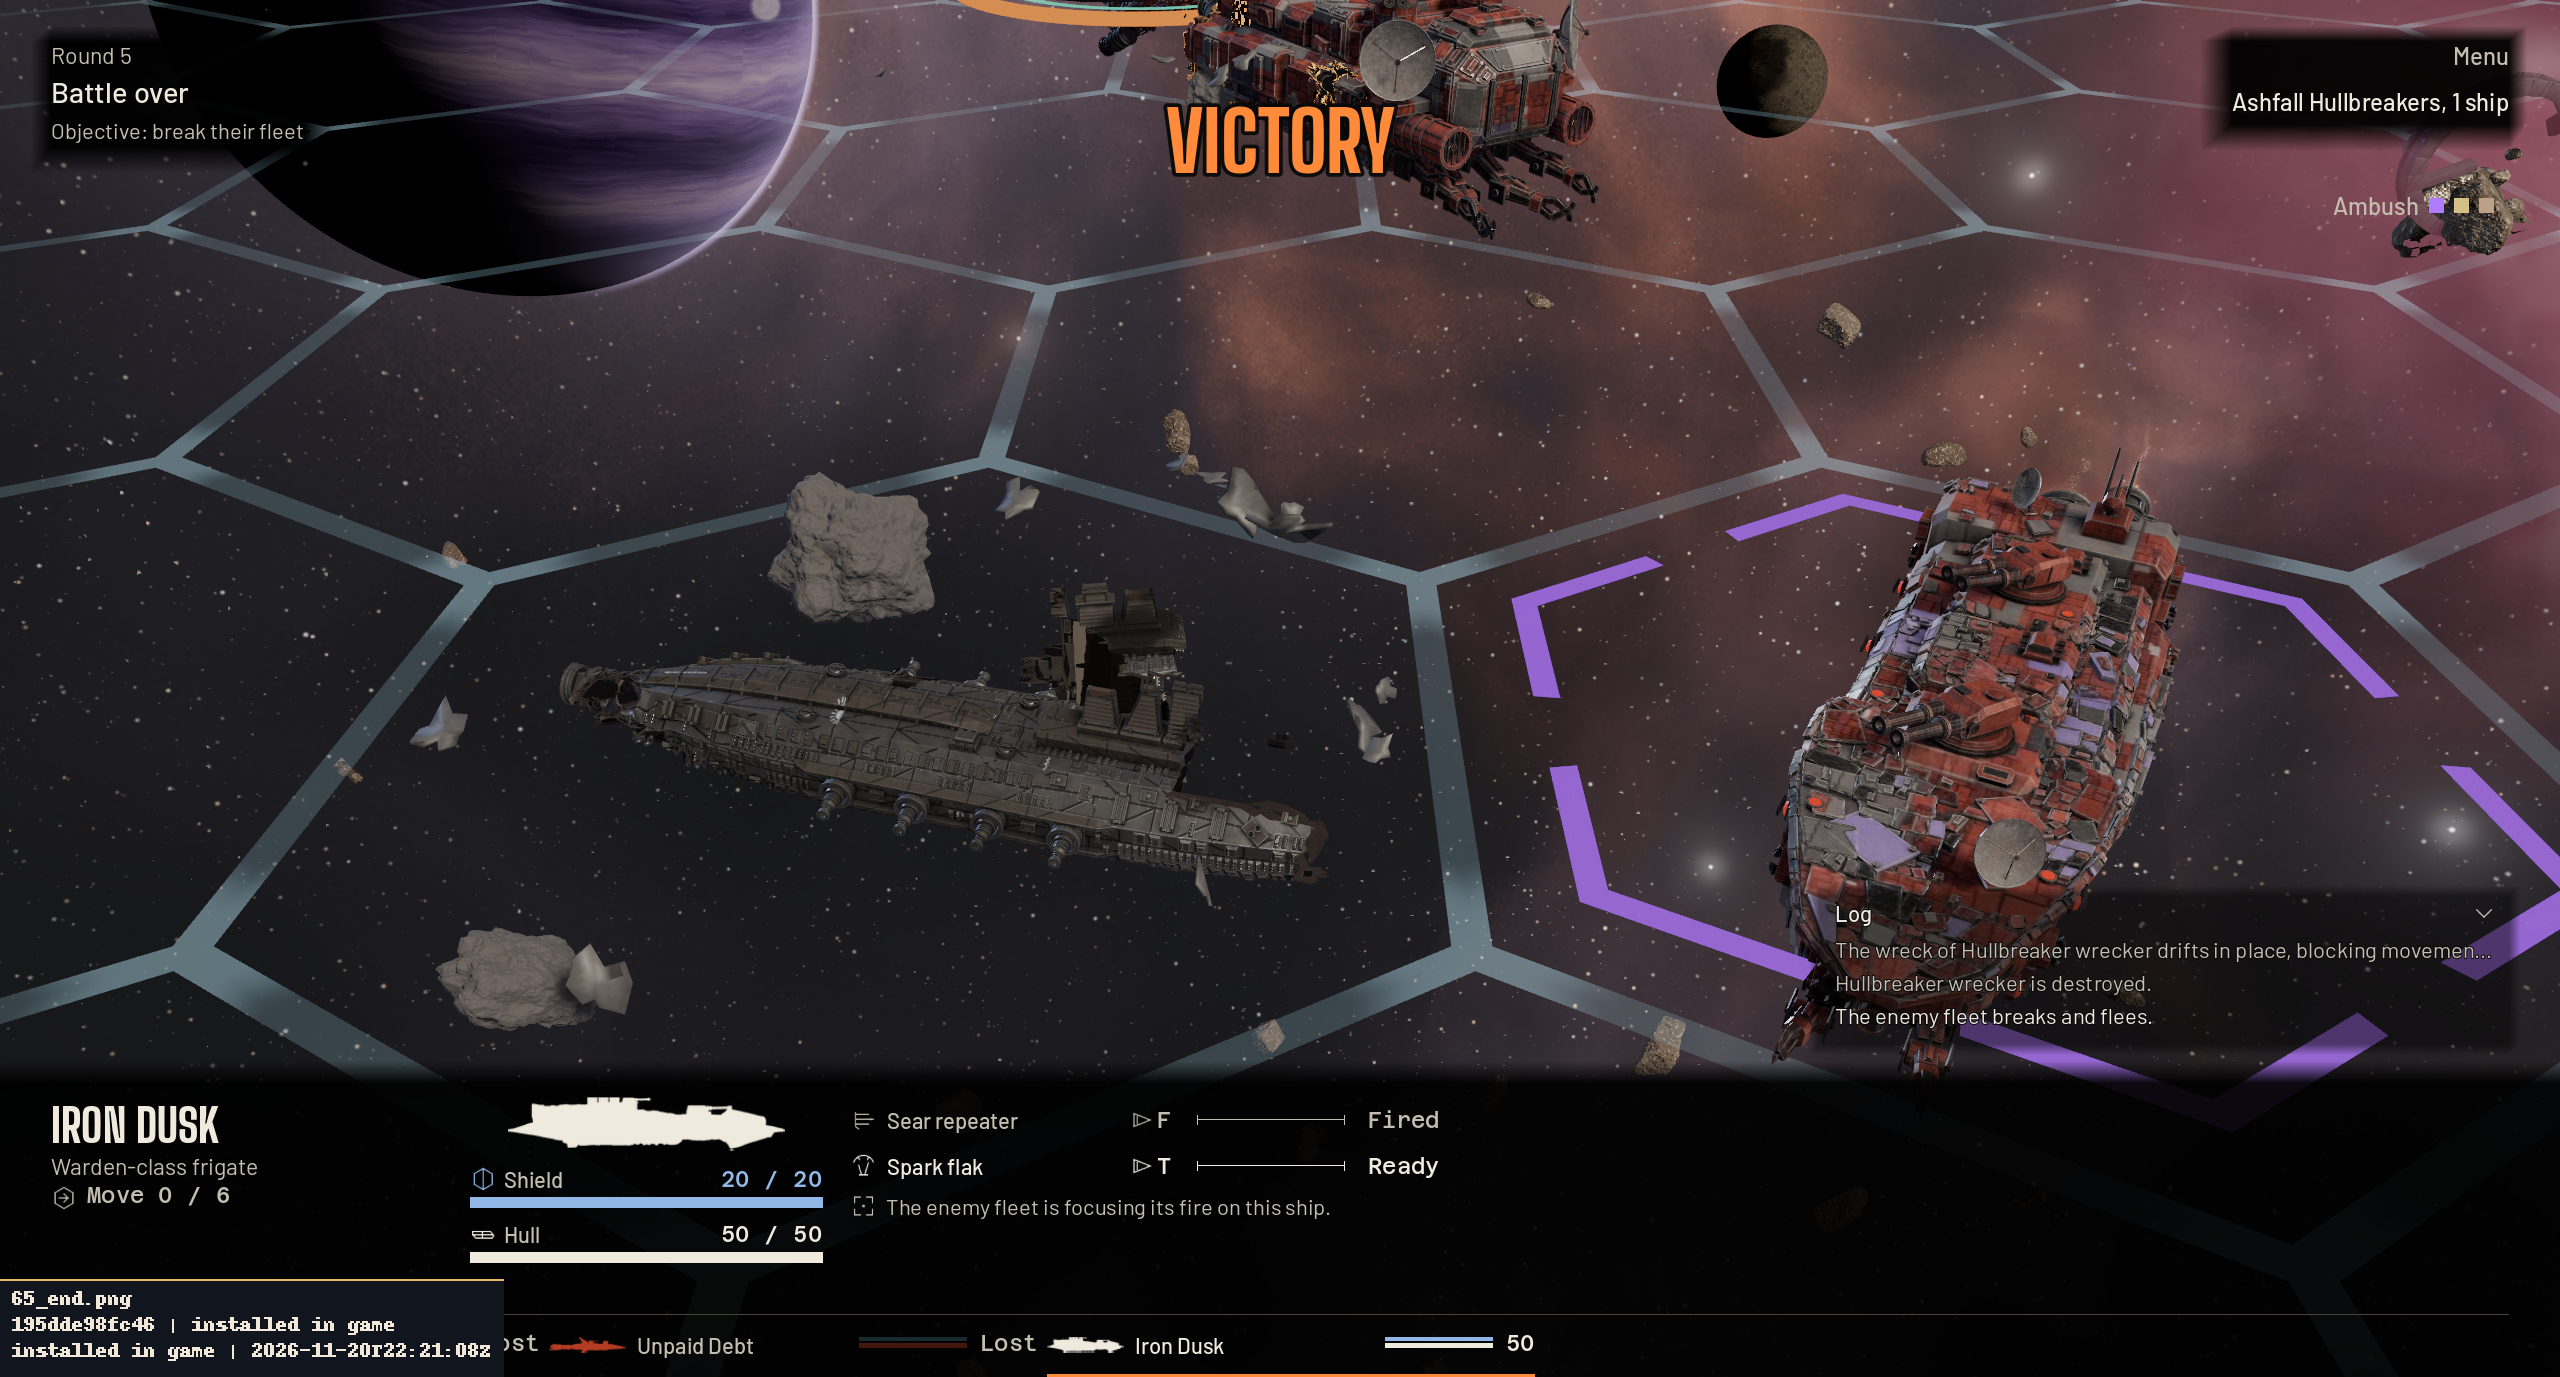 Round 5
Battle over
Objective: break their fleet
VICTORY
Menu
Ashfall Hullbreakers, 1 ship
Ambush
Log
The wreck of Hullbreaker wrecker drifts in place, blocking movemen...
Hullbreaker wrecker is destroyed.
The enemy fleet breaks and flees.
IRON DUSK
Warden-class frigate
Move 0 / 6
Shield 20 / 20
Hull 50 / 50
Sear repeater F Fired
Spark flak T Ready
The enemy fleet is focusing its fire on this ship.
65_end.png
195dde98fc46 | installed in game
installed in game | 2026-11-20T22:21:08Z
ost Unpaid Debt Lost Iron Dusk 50